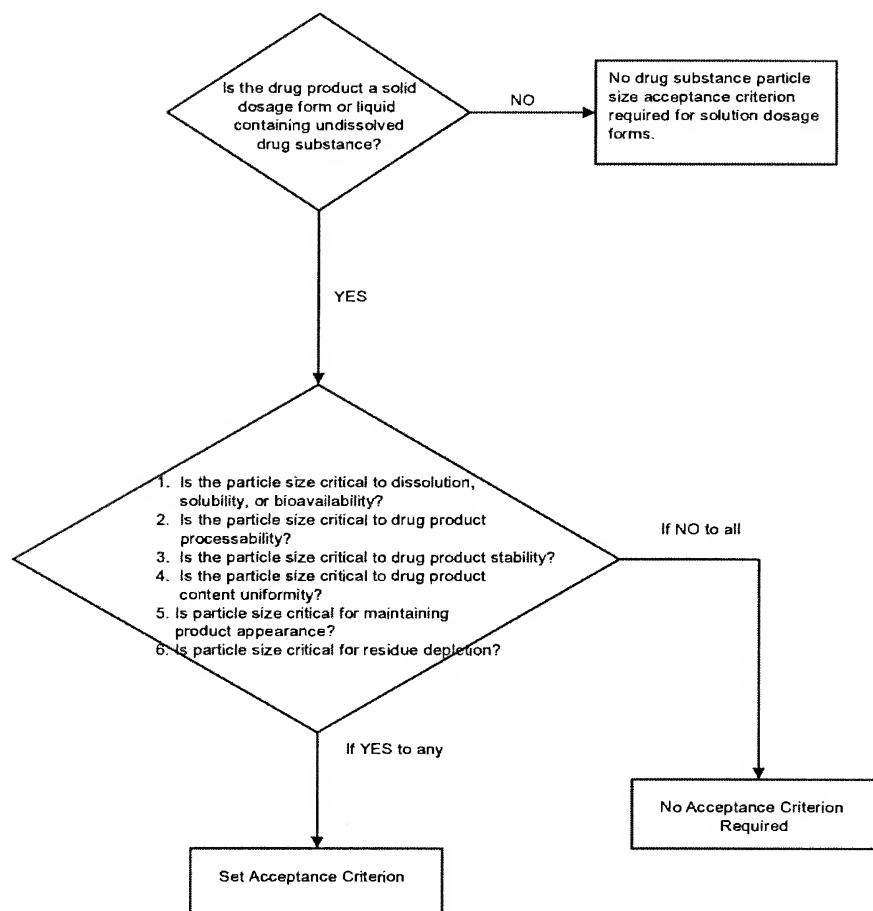 Is the drug product a solid
dosage form or liquid
containing undissolved
drug substance?
NO
No drug substance particle
size acceptance criterion
required for solution dosage
forms.
YES
1. Is the particle size critical to dissolution,
solubility, or bioavailability?
2. Is the particle size critical to drug product
processability?
3. Is the particle size critical to drug product stability?
4. Is the particle size critical to drug product
content uniformity?
5. Is particle size critical for maintaining
product appearance?
6. Is particle size critical for residue depletion?
If NO to all
If YES to any
No Acceptance Criterion
Required
Set Acceptance Criterion